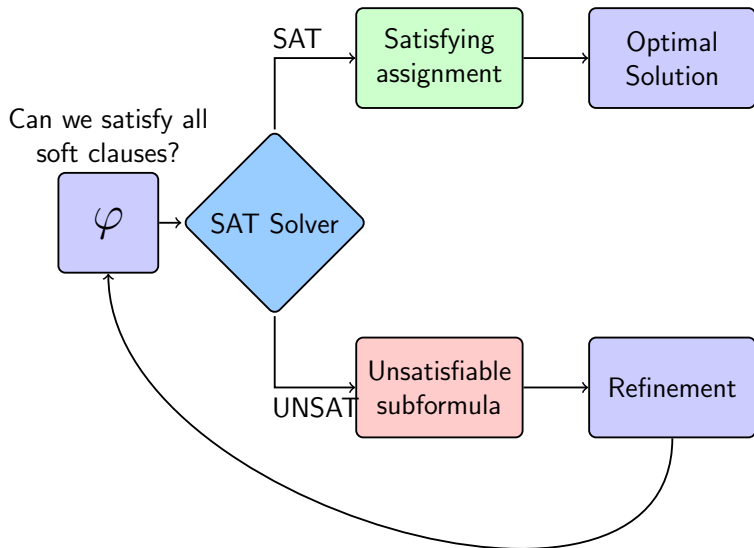 SAT
Satisfying
assignment
Optimal
Solution
Can we satisfy all
soft clauses?
φ
SAT Solver
UNSAT
Unsatisfiable
subformula
Refinement